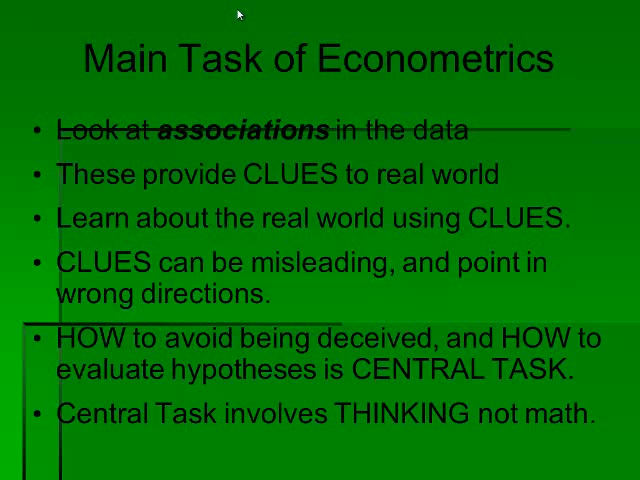 Main Task of Econometrics
• Look at associations in the data
• These provide CLUES to real world
• Learn about the real world using CLUES.
• CLUES can be misleading, and point in
wrong directions.
• HOW to avoid being deceived, and HOW to
evaluate hypotheses is CENTRAL TASK.
• Central Task involves THINKING not math.